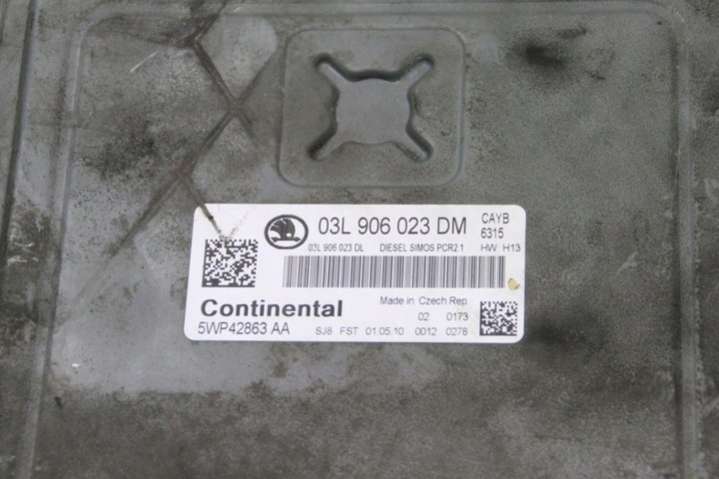 03L 906 023 DM CAYB
6315
03L 906 023 DL DIESEL SIMOS PCR2.1 HW H13
Continental Made in Czech Rep.
02 0173
5WP42863 AA SJ8 FST 01.05.10 0012 0278